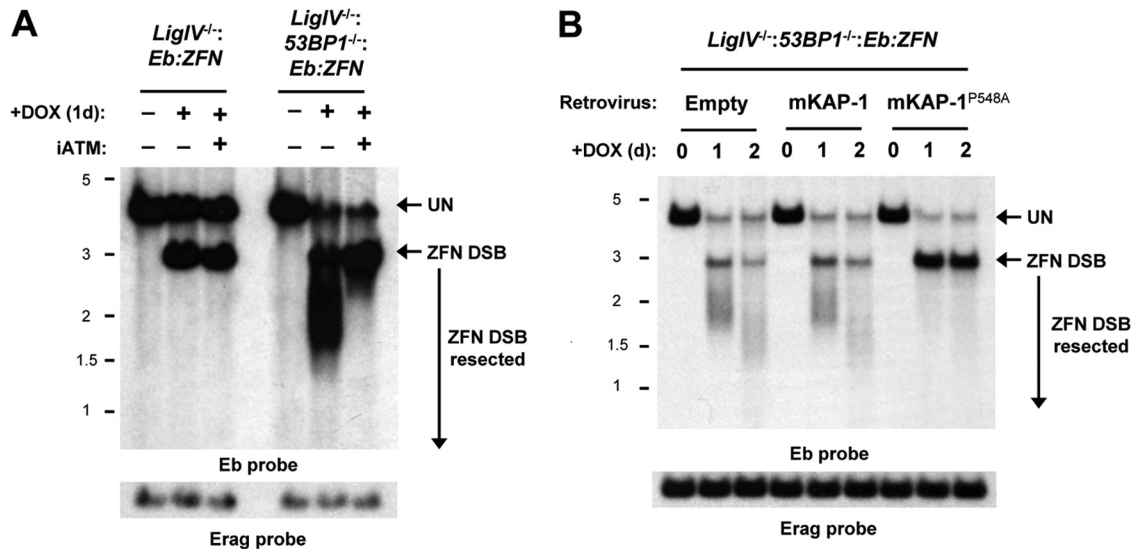 A
LigIV-/-:
Eb:ZFN
LigIV-/-:
53BP1-/-:
Eb:ZFN
+DOX (1d): – + + – + +
iATM: – – + – – +
5
3
2
1.5
1
UN
ZFN DSB
ZFN DSB
resected
Eb probe
Erag probe
B
LigIV-/-:53BP1-/-:Eb:ZFN
Retrovirus: Empty mKAP-1 mKAP-1P548A
+DOX (d): 0 1 2 0 1 2 0 1 2
5
3
2
1.5
1
UN
ZFN DSB
ZFN DSB
resected
Eb probe
Erag probe